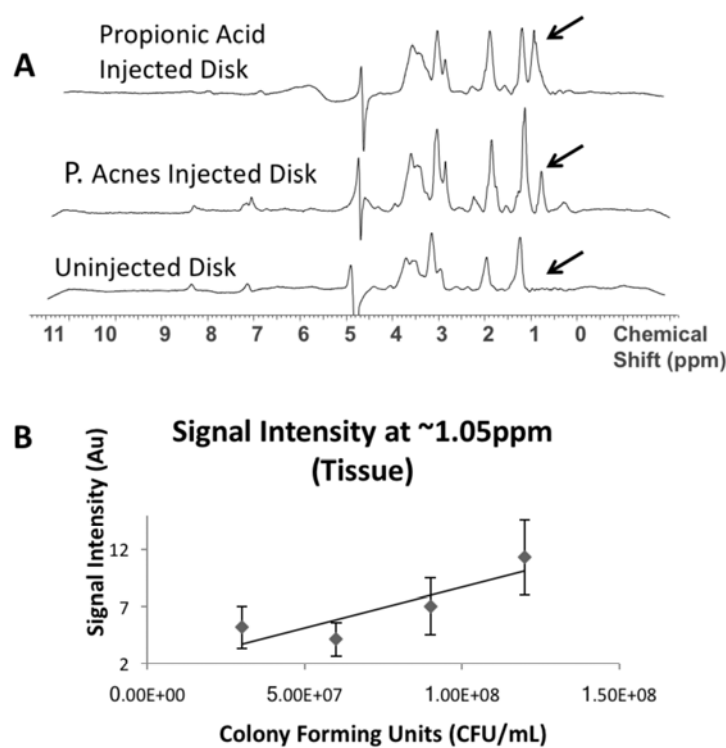 A
Propionic Acid
Injected Disk
P. Acnes Injected Disk
Uninjected Disk
11 10 9 8 7 6 5 4 3 2 1 0 Chemical
Shift (ppm)
B
Signal Intensity at ~1.05ppm
(Tissue)
Signal Intensity (Au)
12
7
2
0.00E+00 5.00E+07 1.00E+08 1.50E+08
Colony Forming Units (CFU/mL)